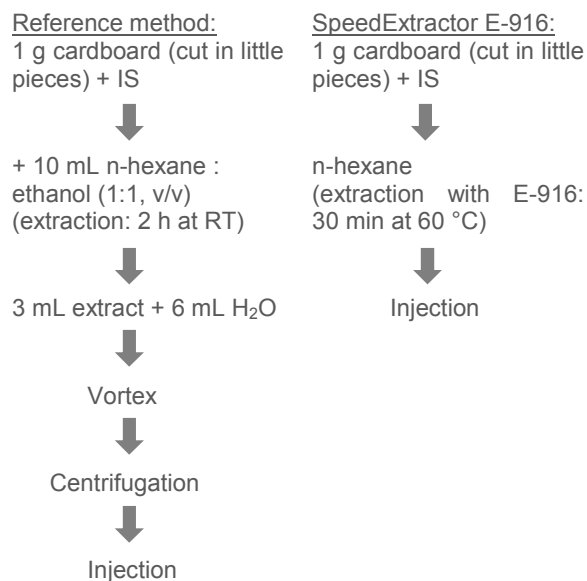 Reference method:
1 g cardboard (cut in little
pieces) + IS
+ 10 mL n-hexane :
ethanol (1:1, v/v)
(extraction: 2 h at RT)
3 mL extract + 6 mL H₂O
Vortex
Centrifugation
Injection
SpeedExtractor E-916:
1 g cardboard (cut in little
pieces) + IS
n-hexane
(extraction with E-916:
30 min at 60 °C)
Injection